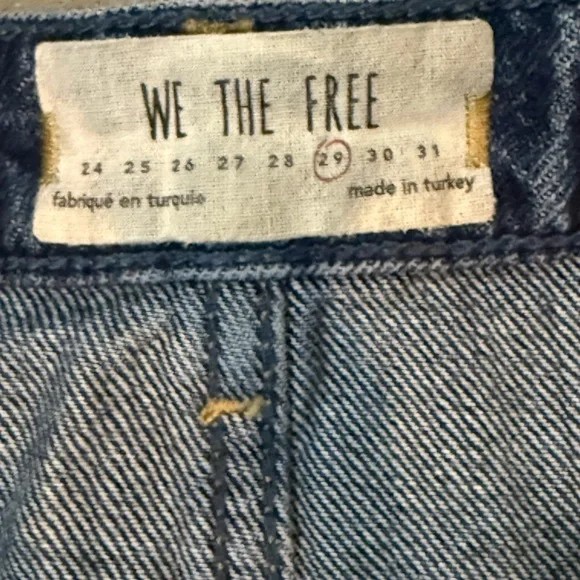 WE THE FREE
24 25 26 27 28 29 30 31
fabriqué en turquie made in turkey